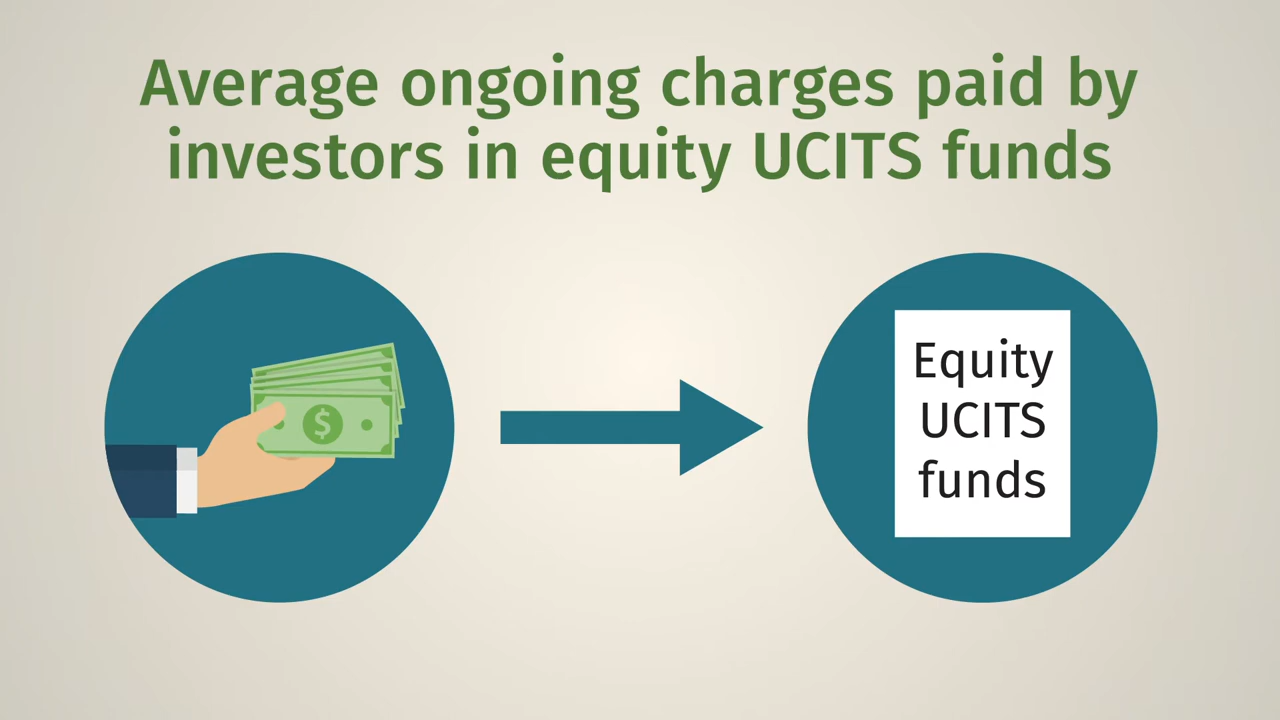 Average ongoing charges paid by
investors in equity UCITS funds
$
Equity
UCITS
funds